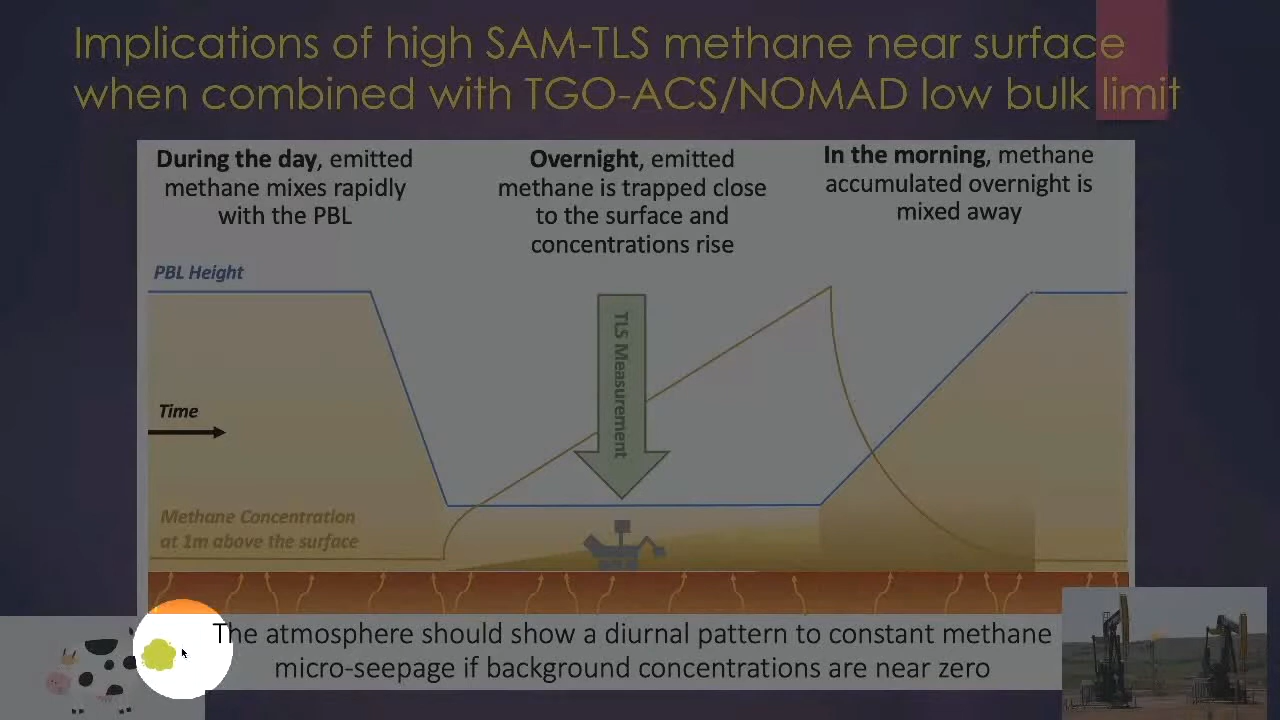 Implications of high SAM-TLS methane near surface
when combined with TGO-ACS/NOMAD low bulk limit
During the day, emitted
methane mixes rapidly
with the PBL
Overnight, emitted
methane is trapped close
to the surface and
concentrations rise
In the morning, methane
accumulated overnight is
mixed away
PBL Height
TLS Measurement
Time
Methane Concentration
at 1m above the surface
The atmosphere should show a diurnal pattern to constant methane
micro-seepage if background concentrations are near zero